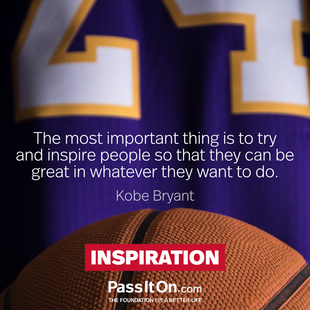 24
The most important thing is to try
and inspire people so that they can be
great in whatever they want to do.
Kobe Bryant
INSPIRATION
PassItOn.com
THE FOUNDATION FOR A BETTER LIFE